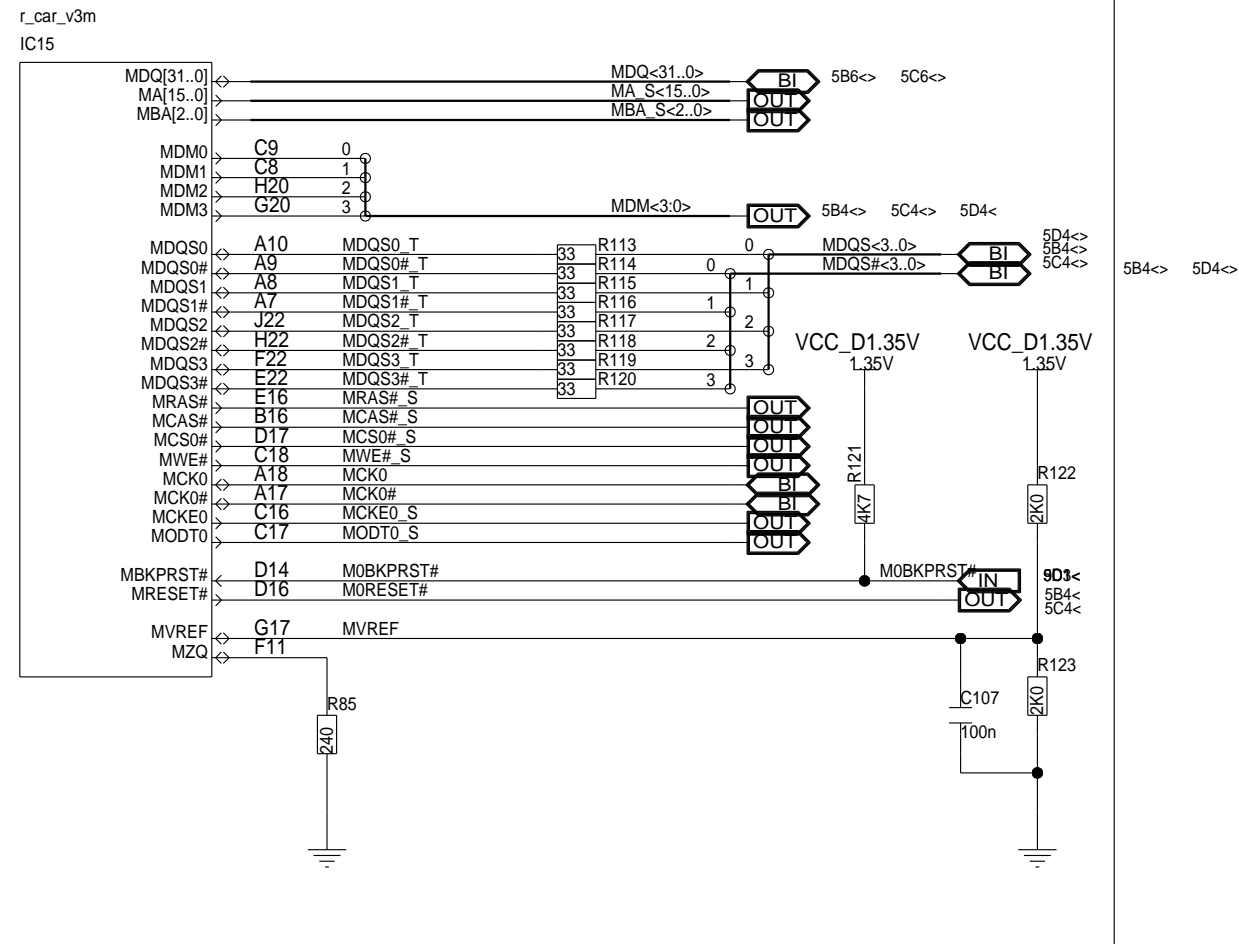 r_car_v3m
IC15
MDQ[31..0] MDQ<31..0> BI 5B6<> 5C6<>
MA[15..0] MA_S<15..0> OUT
MBA[2..0] MBA_S<2..0> OUT
MDM0 C9 0
MDM1 C8 1
MDM2 H20 2
MDM3 G20 3 MDM<3:0> OUT 5B4<> 5C4<> 5D4<
MDQS0 A10 MDQS0_T 33 R113 0 MDQS<3..0> BI 5D4<> 5B4<>
MDQS0# A9 MDQS0#_T 33 R114 0 MDQS#<3..0> BI 5C4<> 5B4<> 5D4<>
MDQS1 A8 MDQS1_T 33 R115 1
MDQS1# A7 MDQS1#_T 33 R116 1
MDQS2 J22 MDQS2_T 33 R117 2
MDQS2# H22 MDQS2#_T 33 R118 2
MDQS3 F22 MDQS3_T 33 R119 3
MDQS3# E22 MDQS3#_T 33 R120 3
VCC_D1.35V VCC_D1.35V
1.35V 1.35V
MRAS# E16 MRAS#_S OUT
MCAS# B16 MCAS#_S OUT
MCS0# D17 MCS0#_S OUT
MWE# C18 MWE#_S OUT
MCK0 A18 MCK0 BI
MCK0# A17 MCK0# BI
MCKE0 C16 MCKE0_S OUT
MODT0 C17 MODT0_S OUT
R121
4K7
R122
2K0
MBKPRST# D14 M0BKPRST# M0BKPRST# IN
MRESET# D16 M0RESET# OUT 5B4<
5C4<
MVREF G17 MVREF
MZQ F11
R123
2K0
R85
240
C107
100n